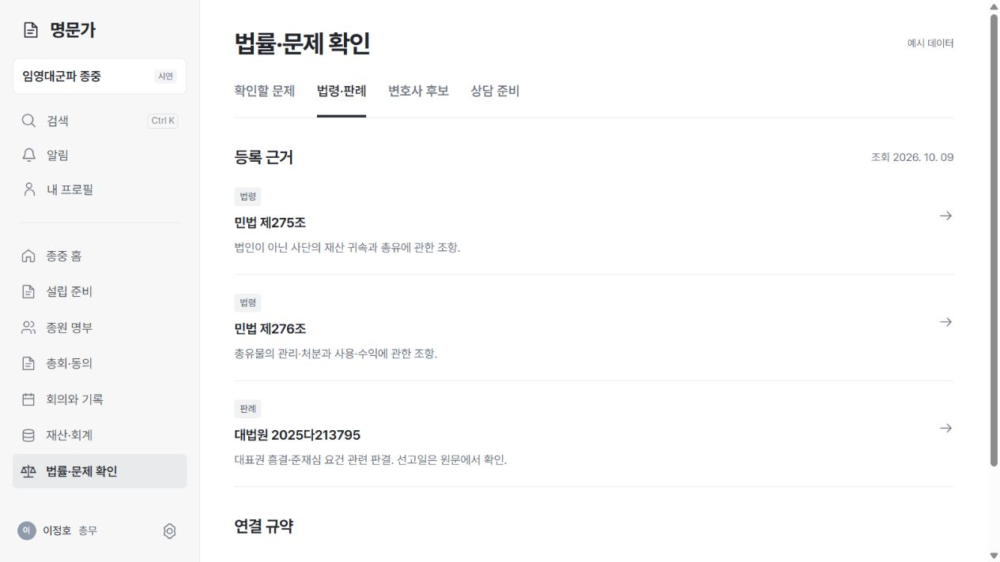 명문가
임영대군파 종중
시연
검색
Ctrl K
알림
내 프로필
종중 홈
설립 준비
종원 명부
총회·동의
회의와 기록
재산·회계
법률·문제 확인
이 이정호 총무
법률·문제 확인
예시 데이터
확인할 문제
법령·판례
변호사 후보
상담 준비
등록 근거
조회 2026. 10. 09
법령
민법 제275조
법인이 아닌 사단의 재산 귀속과 총유에 관한 조항.
법령
민법 제276조
총유물의 관리·처분과 사용·수익에 관한 조항.
판례
대법원 2025다213795
대표권 흠결·준재심 요건 관련 판결. 선고일은 원문에서 확인.
연결 규약